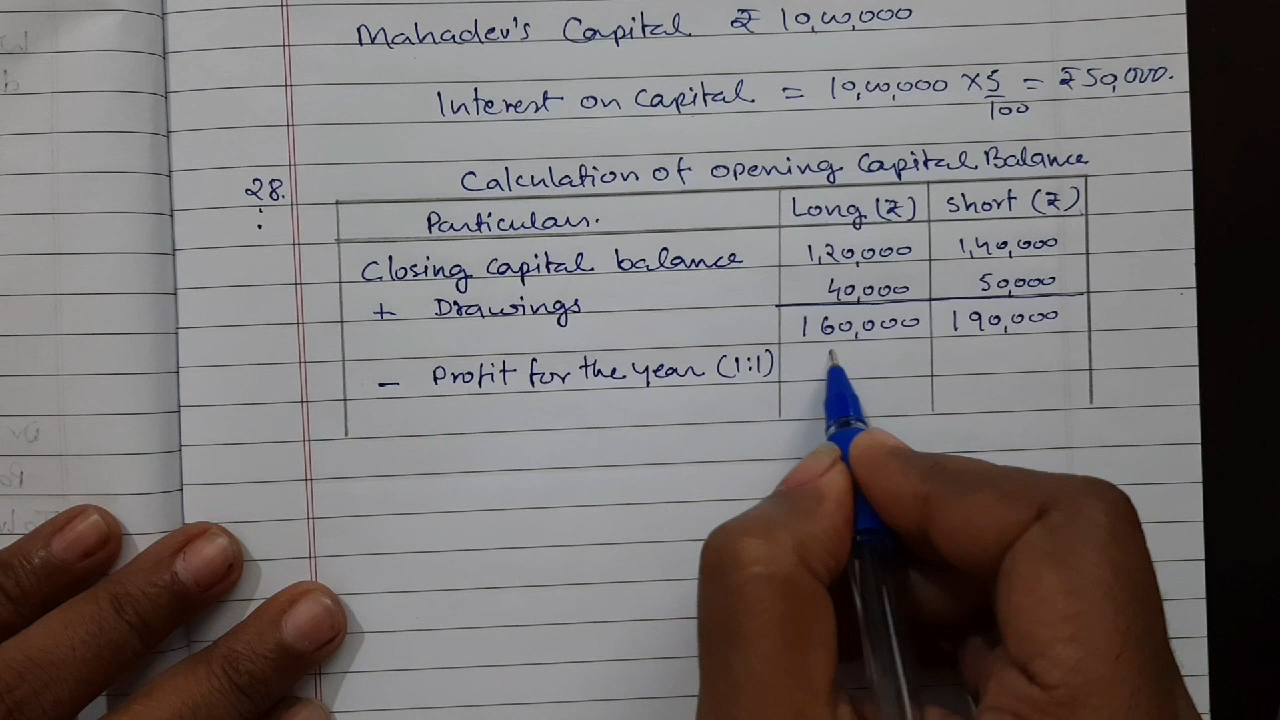 Mahadev's Capital ₹ 10,00,000
Interest on Capital = 10,00,000 × 5/100 = ₹50,000.
28. Calculation of opening Capital Balance
Particulars. Long (₹) Short (₹)
Closing Capital balance 1,20,000 1,40,000
+ Drawings 40,000 50,000
160,000 190,000
- Profit for the year (1:1)